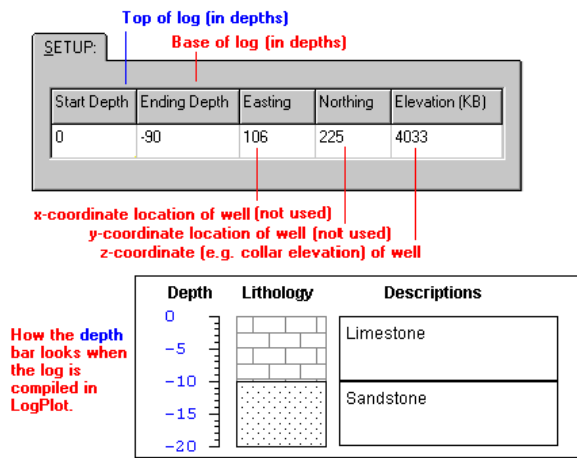 Top of log (in depths)
SETUP:
Base of log (in depths)
Start Depth Ending Depth Easting Northing Elevation (KB)
0 -90 106 225 4033
x-coordinate location of well (not used)
y-coordinate location of well (not used)
z-coordinate (e.g. collar elevation) of well
Depth Lithology Descriptions
How the depth
bar looks when
the log is
compiled in
LogPlot.
0
-5
-10
-15
-20
Limestone
Sandstone